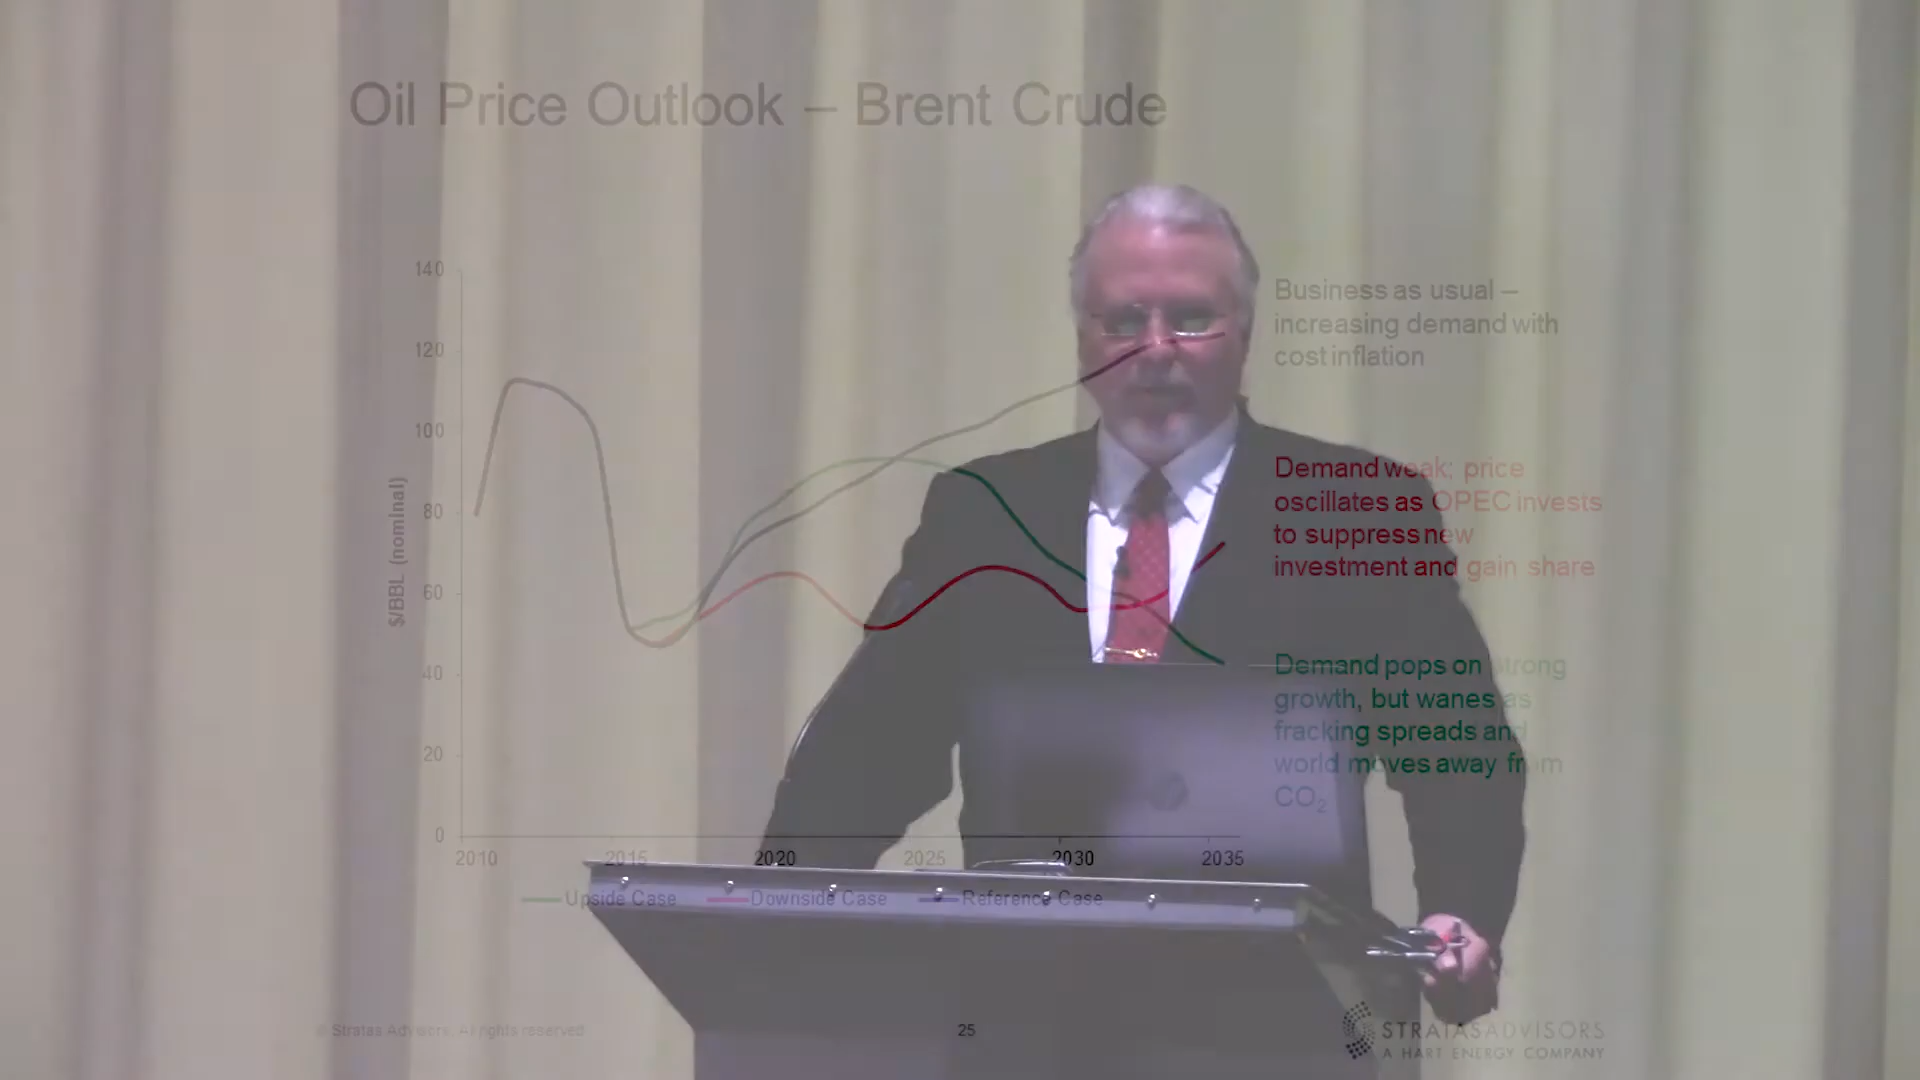 Oil Price Outlook – Brent Crude
140
120
100
80
60
40
20
0
$/BBL (nominal)
2010 2015 2020 2025 2030 2035
Upside Case Downside Case Reference Case
Business as usual –
increasing demand with
cost inflation
Demand weak; price
oscillates as OPEC invests
to suppress new
investment and gain share
Demand pops on strong
growth, but wanes as
fracking spreads and
world moves away from
CO2
© Stratas Advisors. All rights reserved
25
STRATASADVISORS
A HART ENERGY COMPANY